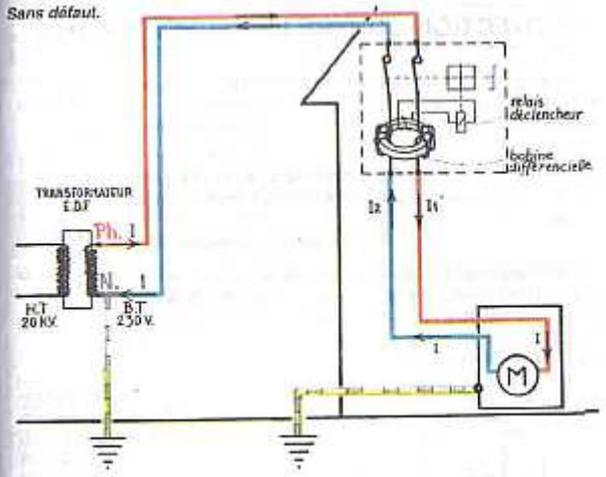 Sans défaut.
relais
déclencheur
bobine
différencielle
TRANSFORMATEUR
E.D.F
Ph. I
I2 I1
N. I
H.T B.T
20 KV. 230 V.
I I
M